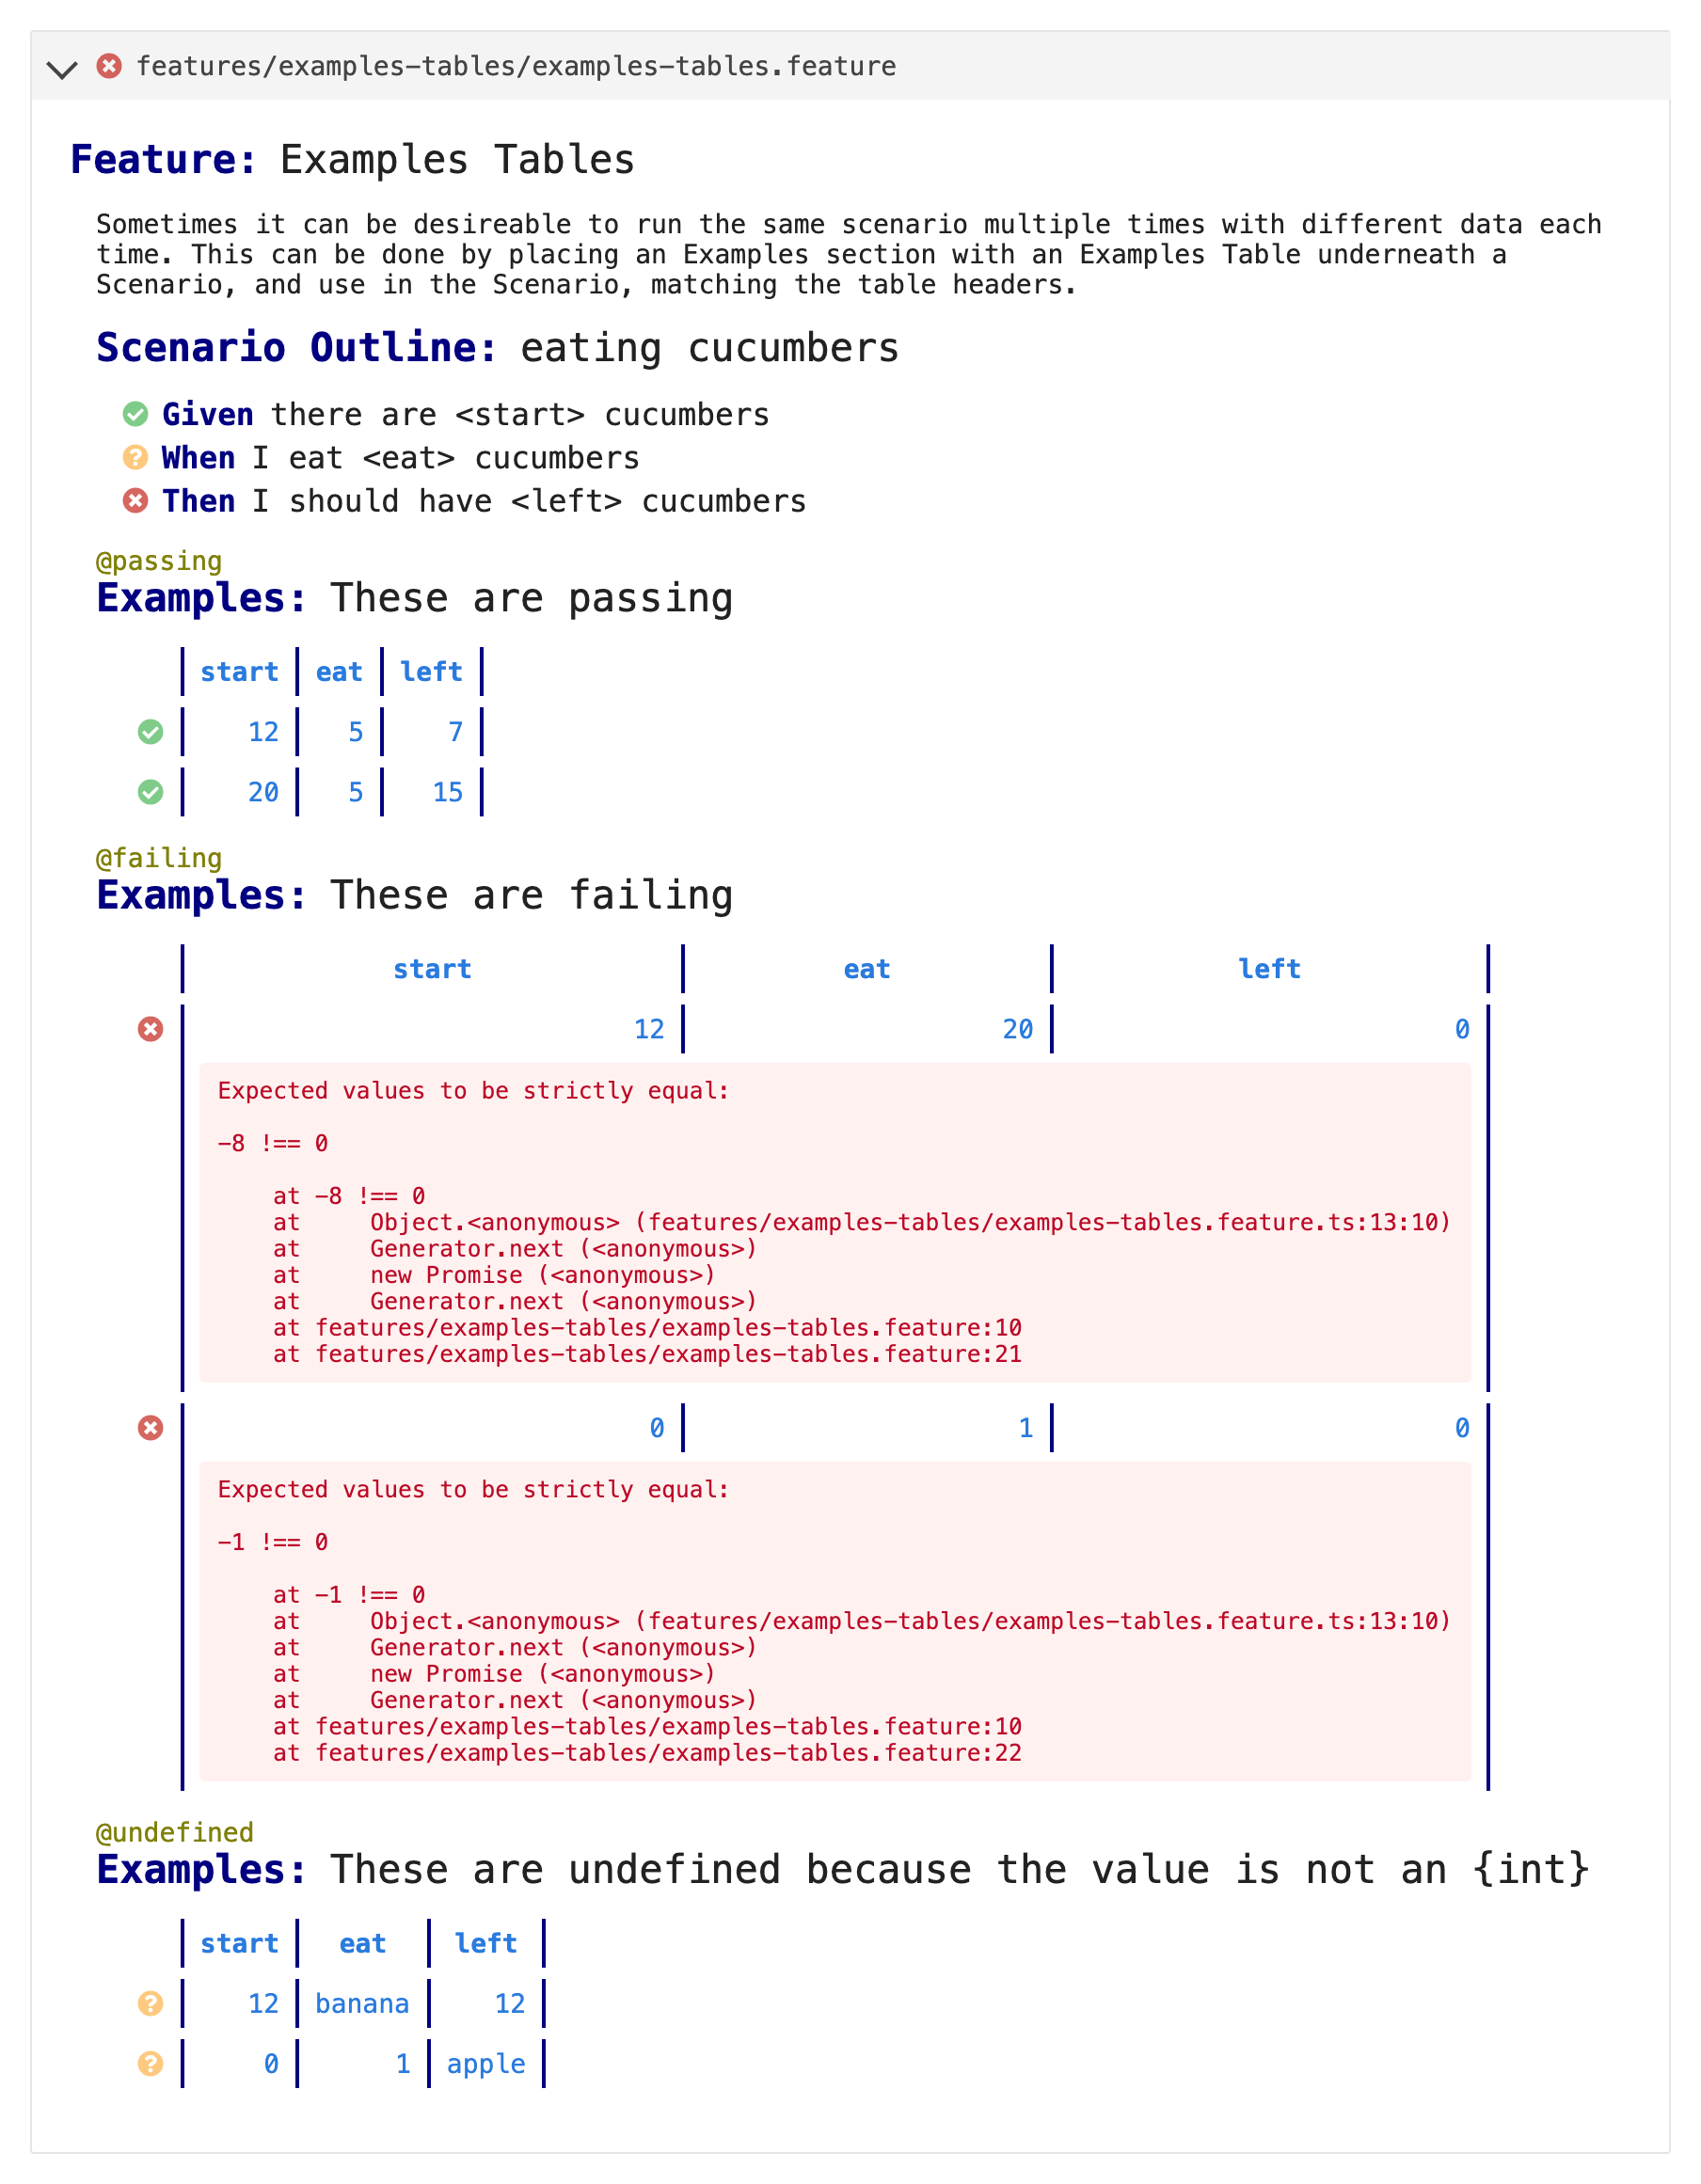 features/examples-tables/examples-tables.feature
Feature: Examples Tables
Sometimes it can be desireable to run the same scenario multiple times with different data each
time. This can be done by placing an Examples section with an Examples Table underneath a
Scenario, and use in the Scenario, matching the table headers.
Scenario Outline: eating cucumbers
Given there are <start> cucumbers
When I eat <eat> cucumbers
Then I should have <left> cucumbers
@passing
Examples: These are passing
start eat left
12 5 7
20 5 15
@failing
Examples: These are failing
start eat left
12 20 0
Expected values to be strictly equal:
-8 !== 0
at -8 !== 0
at Object.<anonymous> (features/examples-tables/examples-tables.feature.ts:13:10)
at Generator.next (<anonymous>)
at new Promise (<anonymous>)
at Generator.next (<anonymous>)
at features/examples-tables/examples-tables.feature:10
at features/examples-tables/examples-tables.feature:21
0 1 0
Expected values to be strictly equal:
-1 !== 0
at -1 !== 0
at Object.<anonymous> (features/examples-tables/examples-tables.feature.ts:13:10)
at Generator.next (<anonymous>)
at new Promise (<anonymous>)
at Generator.next (<anonymous>)
at features/examples-tables/examples-tables.feature:10
at features/examples-tables/examples-tables.feature:22
@undefined
Examples: These are undefined because the value is not an {int}
start eat left
12 banana 12
0 1 apple